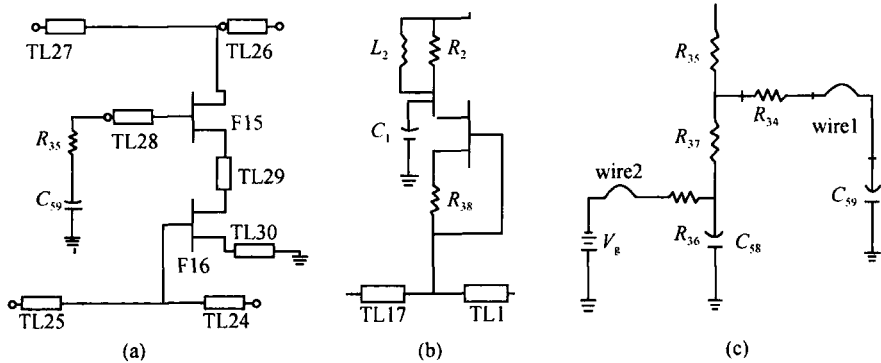 TL27
TL26
R35
TL28
F15
TL29
C59
F16
TL30
TL25
TL24
(a)
L2
R2
C1
R38
TL17
TL1
(b)
R35
R34
wire1
R37
wire2
R36
C58
C59
Vg
(c)